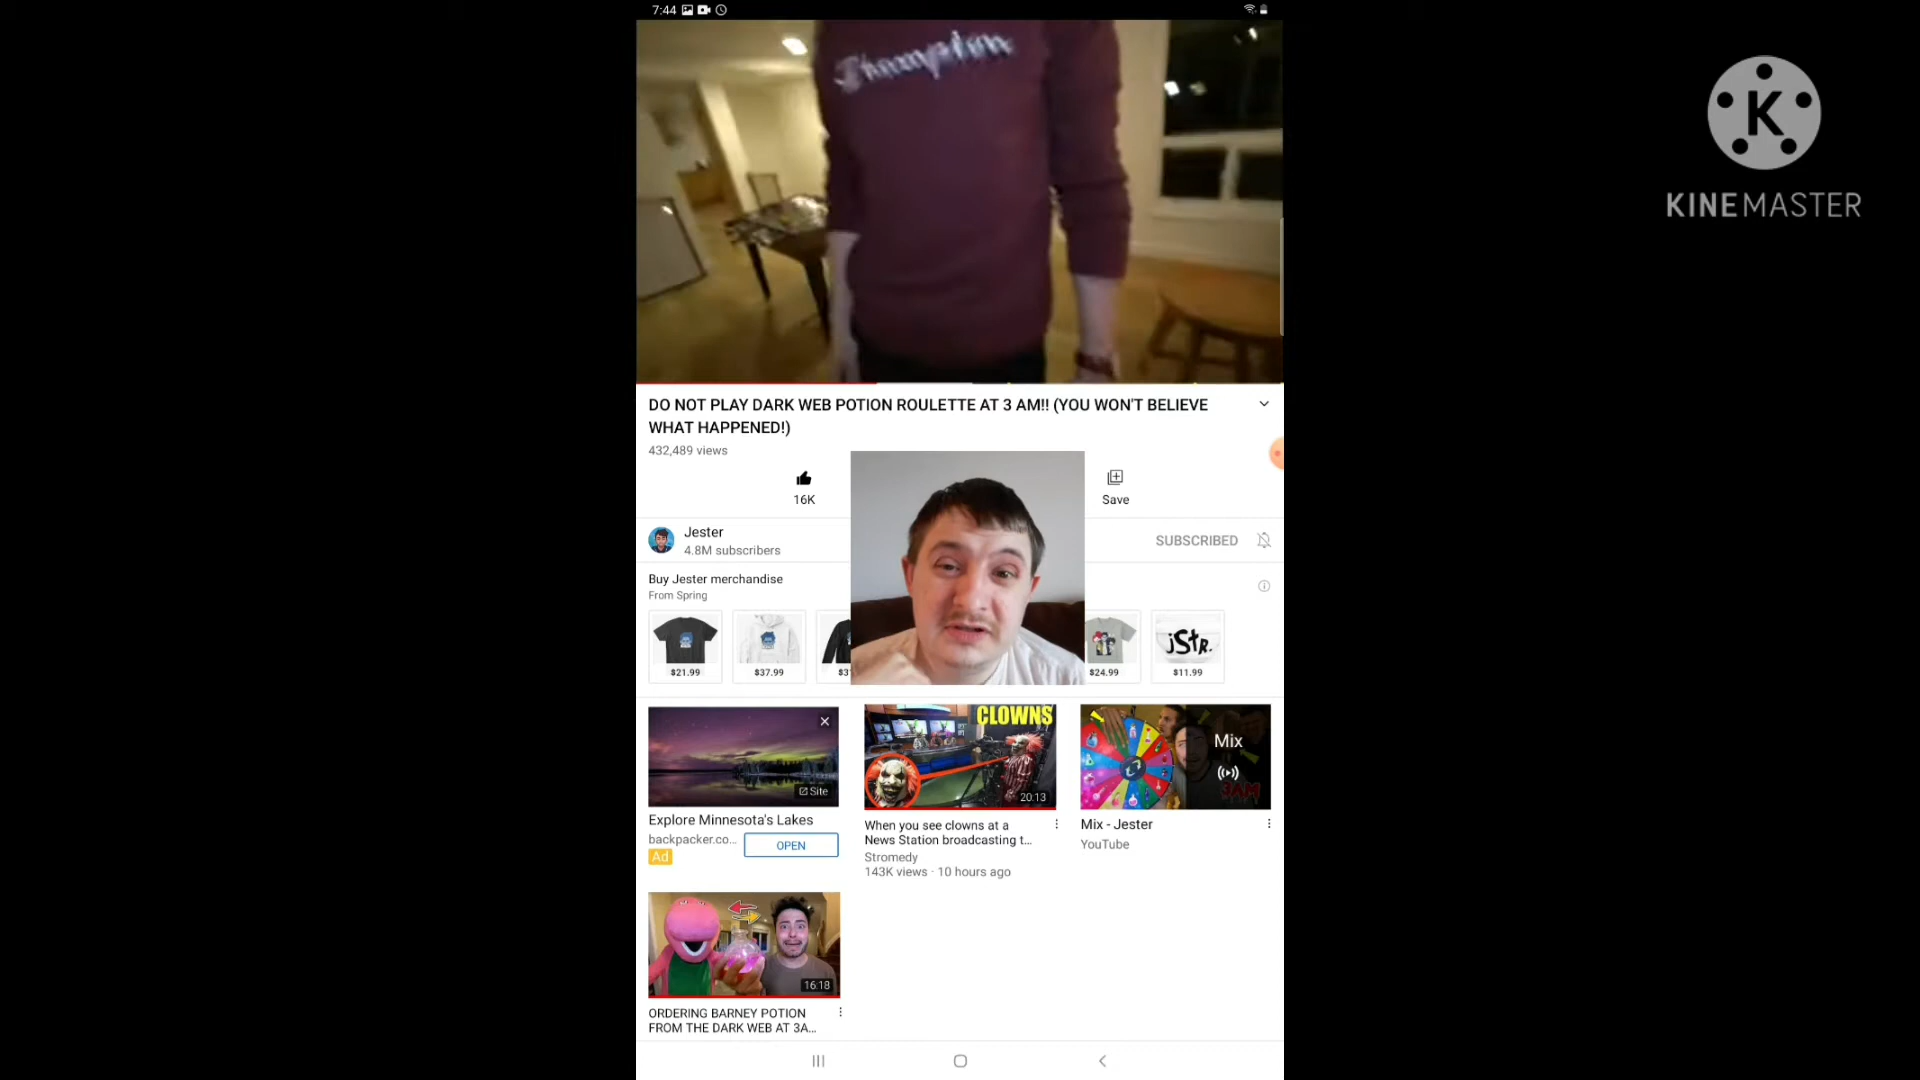 7:44
Champion
KINEMASTER
DO NOT PLAY DARK WEB POTION ROULETTE AT 3 AM!! (YOU WON'T BELIEVE
WHAT HAPPENED!)
432,489 views
16K
Save
Jester
4.8M subscribers
SUBSCRIBED
Buy Jester merchandise
From Spring
jStR.
$21.99
$37.99
$3
$24.99
$11.99
CLOWNS
Mix
3AM
Site
20:13
Explore Minnesota's Lakes
backpacker.co...
OPEN
Ad
When you see clowns at a
News Station broadcasting t...
Stromedy
143K views · 10 hours ago
Mix - Jester
YouTube
16:18
ORDERING BARNEY POTION
FROM THE DARK WEB AT 3A...